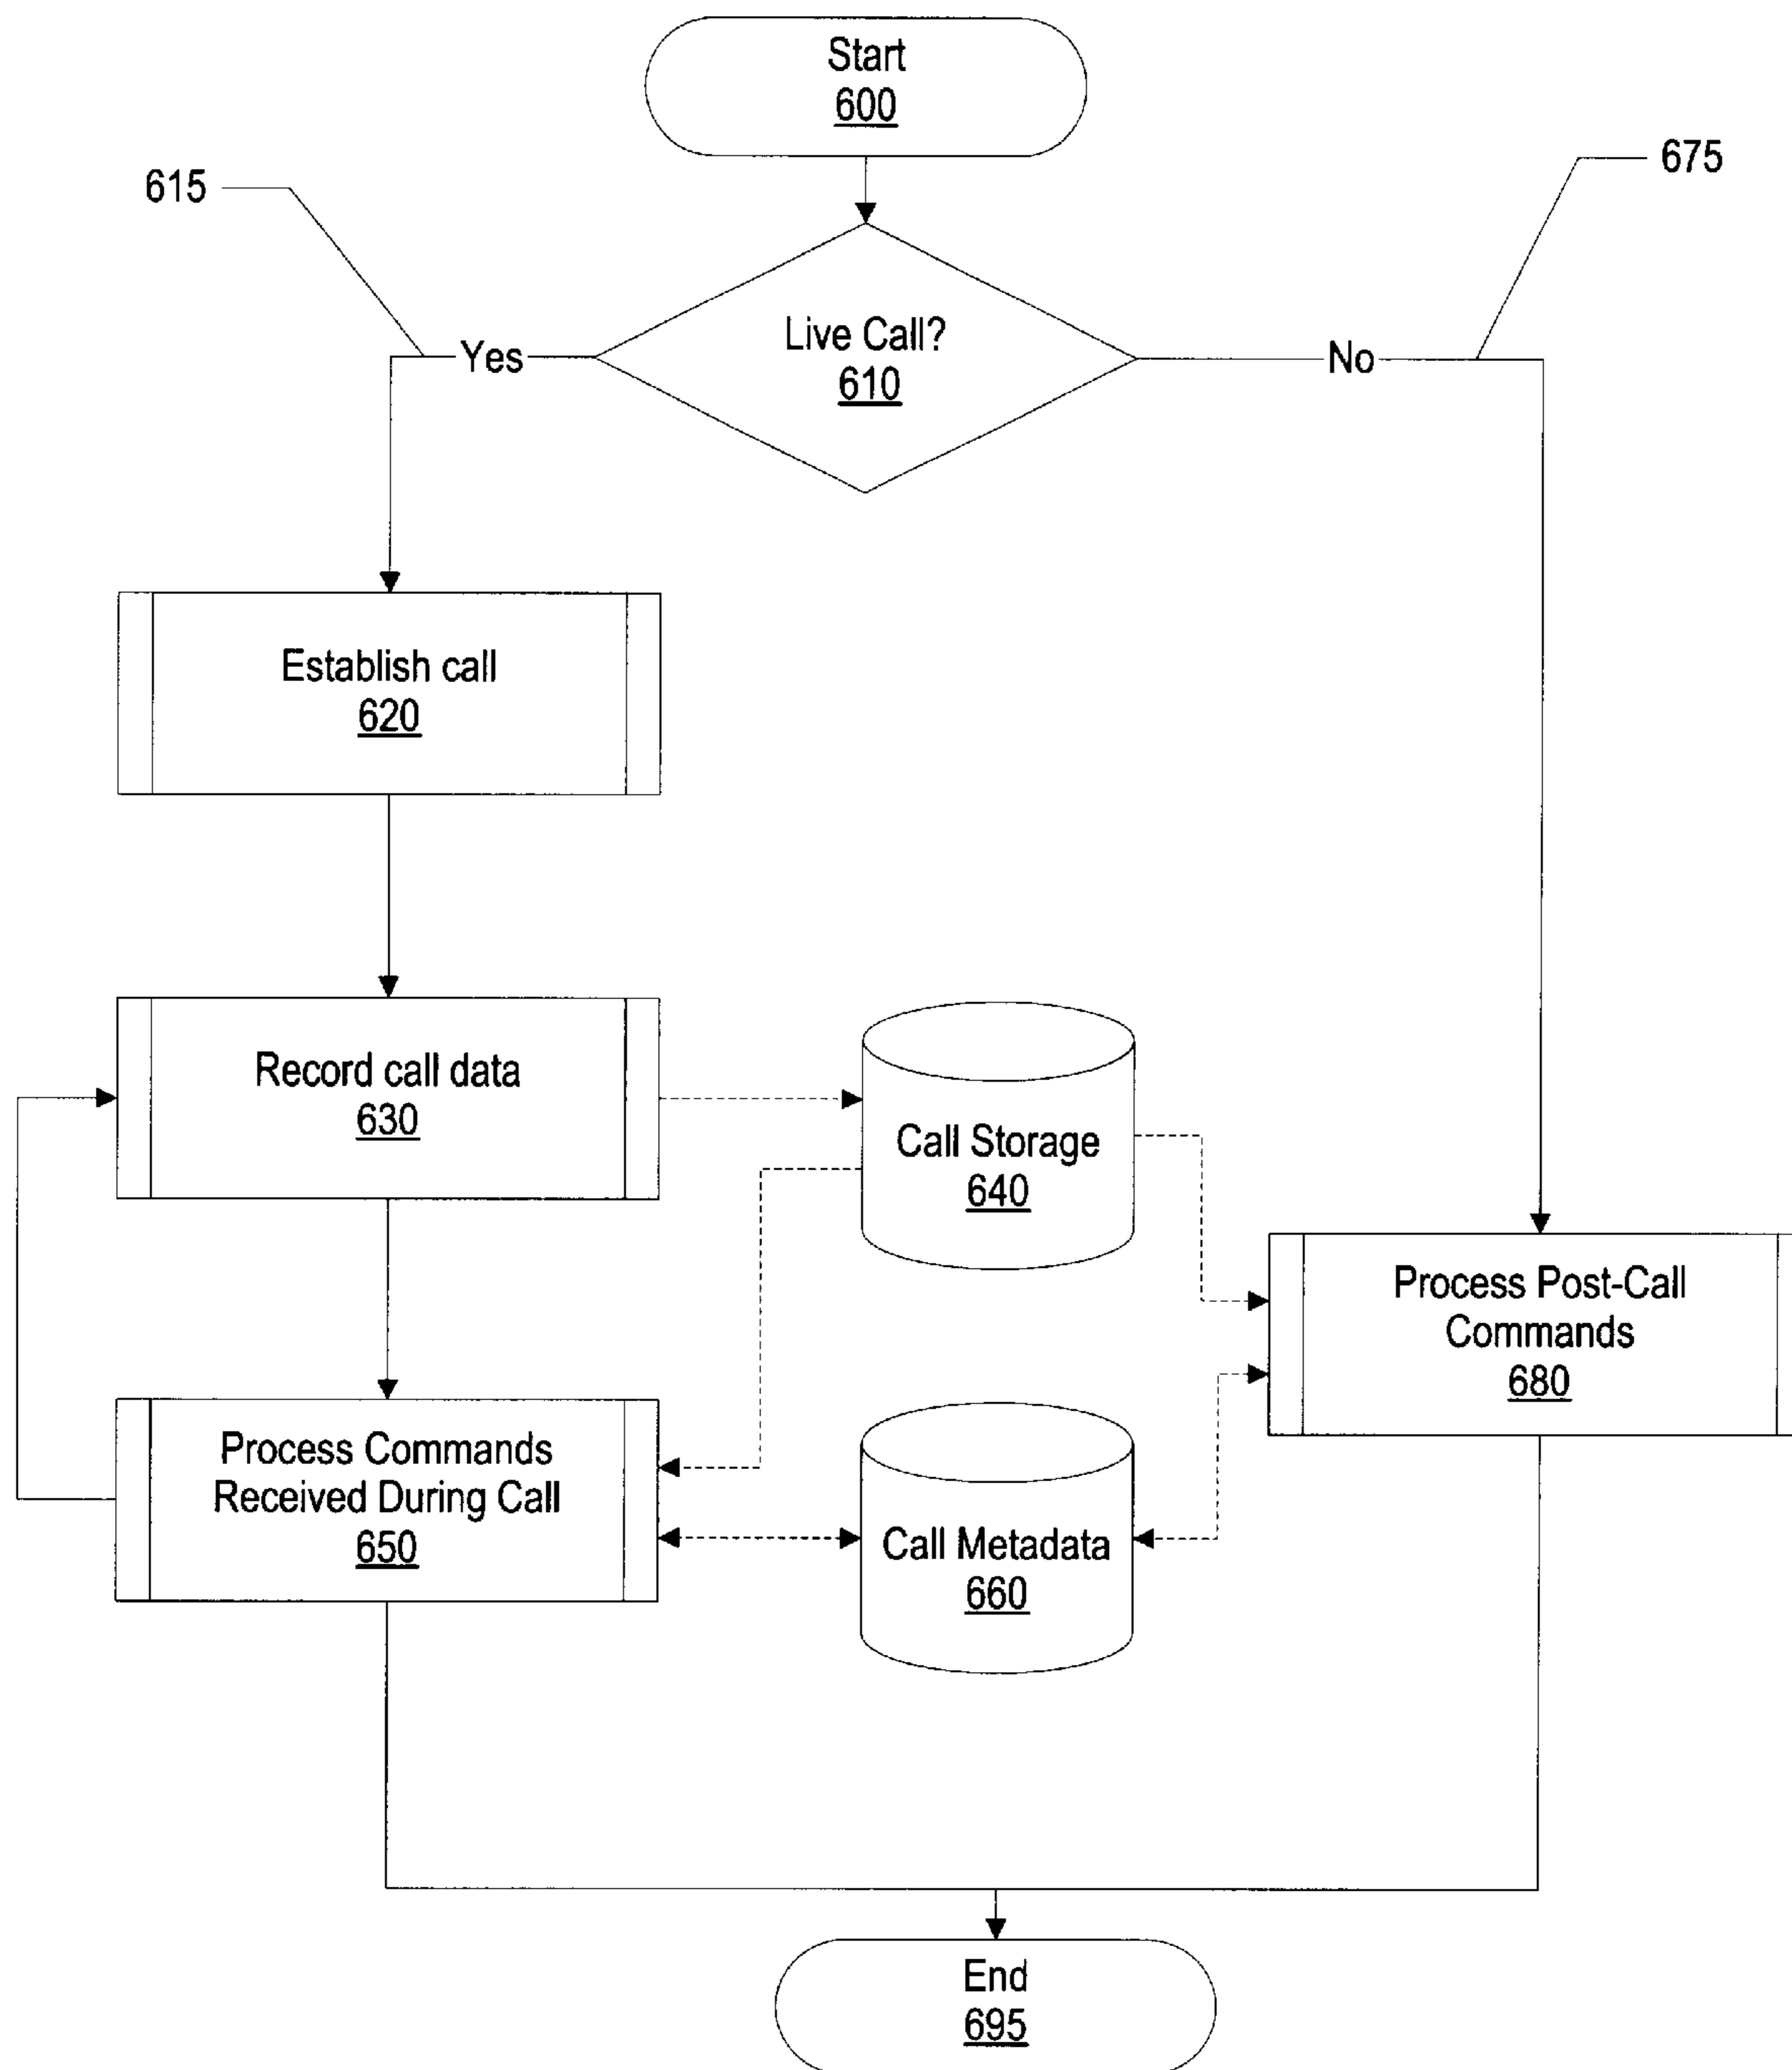 Start
600
615
675
Live Call?
610
Yes
No
Establish call
620
Record call data
630
Call Storage
640
Process Post-Call
Commands
680
Process Commands
Received During Call
650
Call Metadata
660
End
695